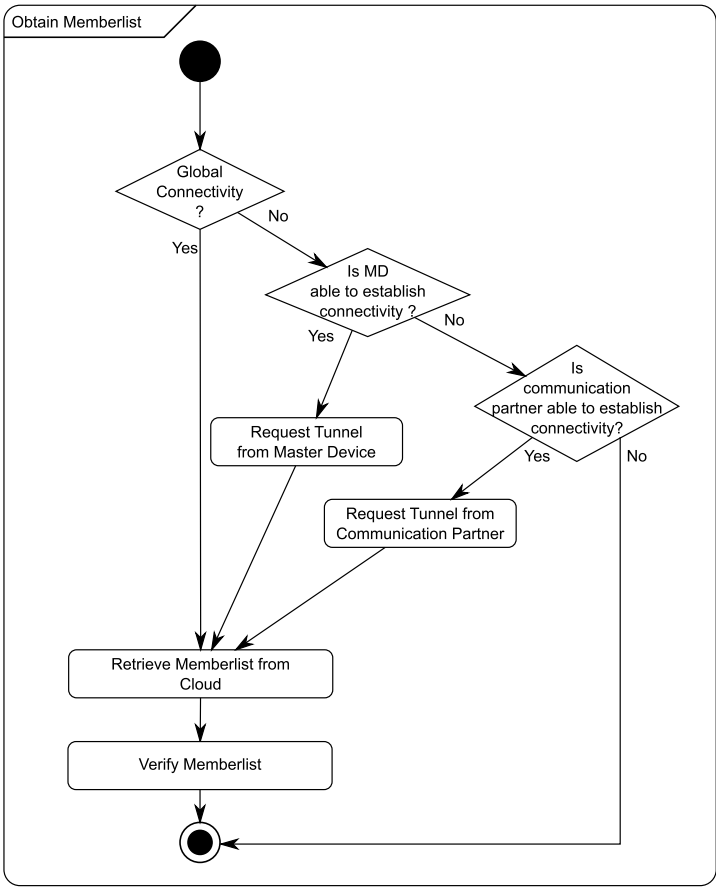 Obtain Memberlist
Global
Connectivity
?
No
Yes
Is MD
able to establish
connectivity ?
Yes
No
Is
communication
partner able to establish
connectivity?
Yes
No
Request Tunnel
from Master Device
Request Tunnel from
Communication Partner
Retrieve Memberlist from
Cloud
Verify Memberlist